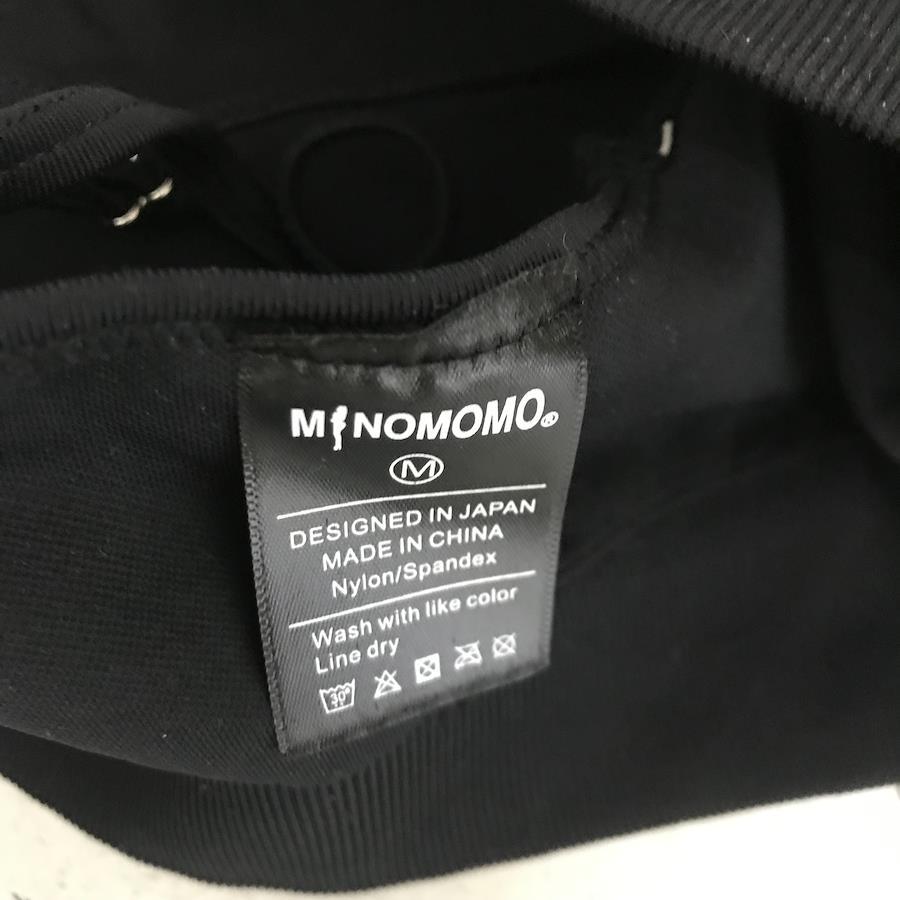 MINOMOMO®
M
DESIGNED IN JAPAN
MADE IN CHINA
Nylon/Spandex
Wash with like color
Line dry
30°